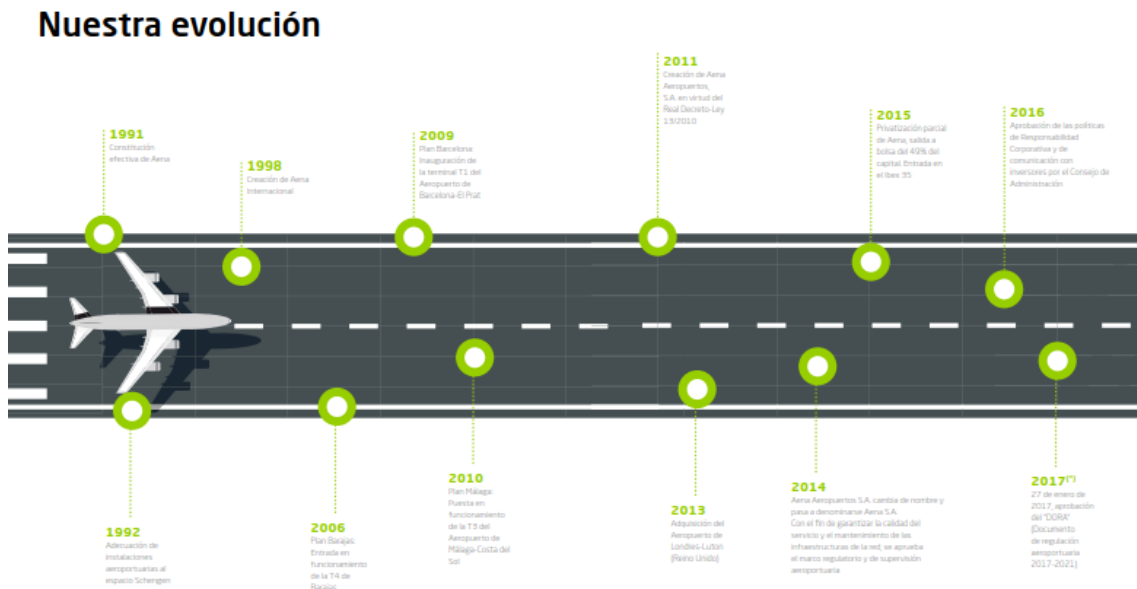 Nuestra evolución
1991
Constitución
efectiva de Aena
1992
Adecuación de
instalaciones
aeroportuarias al
espacio Schengen
1998
Creación de Aena
Internacional
2006
Plan Barajas:
Entrada en
funcionamiento
de la T4 de
Barajas
2009
Plan Barcelona:
Inauguración de
la terminal T1 del
Aeropuerto de
Barcelona-El Prat
2010
Plan Málaga:
Puesta en
funcionamiento
de la T3 del
Aeropuerto de
Málaga-Costa del
Sol
2011
Creación de Aena
Aeropuertos,
S.A. en virtud del
Real Decreto-Ley
13/2010
2013
Adquisición del
Aeropuerto de
Londres-Luton
(Reino Unido)
2014
Aena Aeropuertos S.A. cambia de nombre y
pasa a denominarse Aena S.A.
Con el fin de garantizar la calidad del
servicio y el mantenimiento de las
infraestructuras de la red, se aprueba
el marco regulatorio y de supervisión
aeroportuaria
2015
Privatización parcial
de Aena, salida a
bolsa del 49% del
capital. Entrada en
el Ibex 35
2016
Aprobación de las políticas
de Responsabilidad
Corporativa y de
comunicación con
inversores por el Consejo de
Administración
2017(*)
27 de enero de
2017, aprobación
del "DORA"
(Documento
de regulación
aeroportuaria
2017-2021)